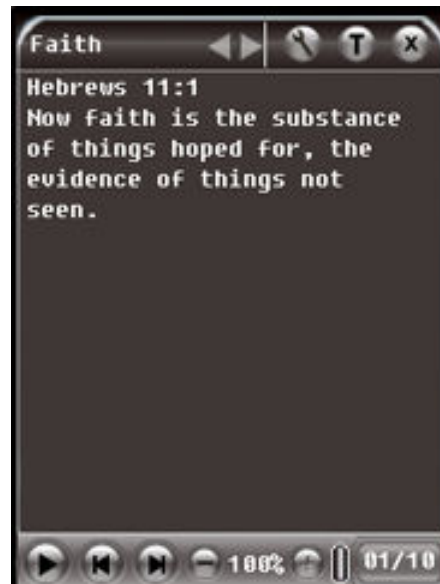 Faith
T
X
Hebrews 11:1
Now faith is the substance
of things hoped for, the
evidence of things not
seen.
100%
01/10